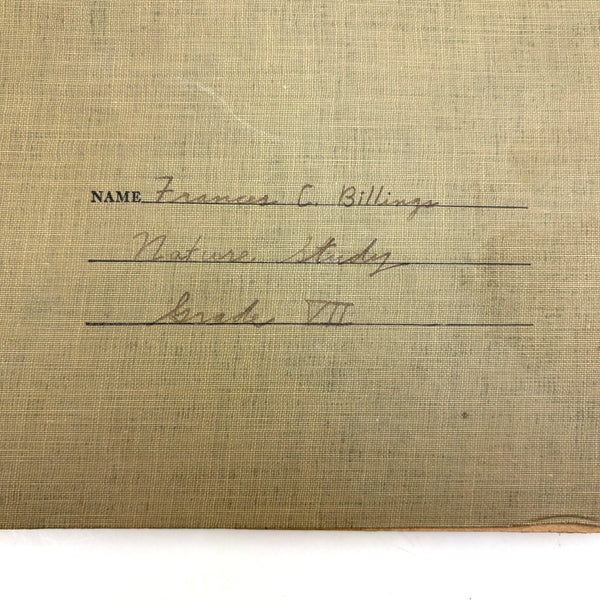 NAME Frances C. Billings
Nature Study
Grade VII